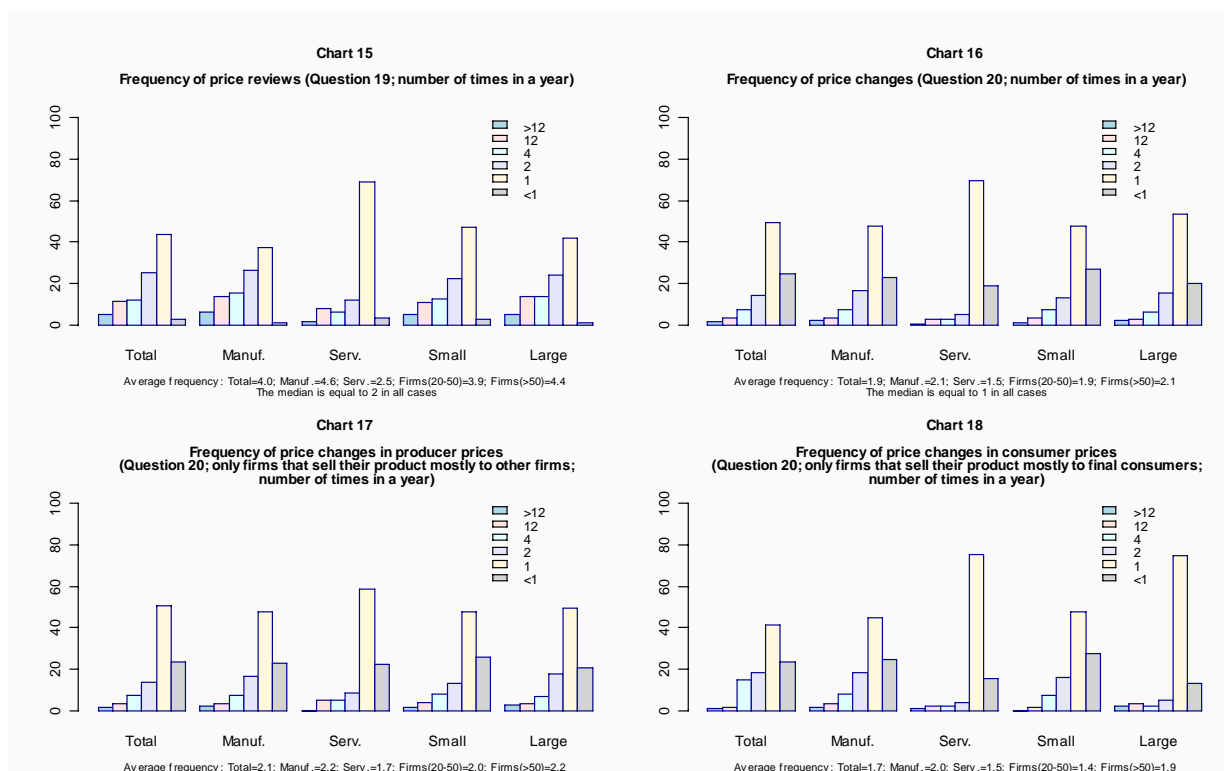 Chart 15
Frequency of price reviews (Question 19; number of times in a year)
100
80
60
40
20
0
>12
12
4
2
1
<1
Total Manuf. Serv. Small Large
Average frequency: Total=4.0; Manuf.=4.6; Serv.=2.5; Firms(20-50)=3.9; Firms(>50)=4.4
The median is equal to 2 in all cases
Chart 16
Frequency of price changes (Question 20; number of times in a year)
100
80
60
40
20
0
>12
12
4
2
1
<1
Total Manuf. Serv. Small Large
Average frequency: Total=1.9; Manuf.=2.1; Serv.=1.5; Firms(20-50)=1.9; Firms(>50)=2.1
The median is equal to 1 in all cases
Chart 17
Frequency of price changes in producer prices
(Question 20; only firms that sell their product mostly to other firms;
number of times in a year)
100
80
60
40
20
0
>12
12
4
2
1
<1
Total Manuf. Serv. Small Large
Average frequency: Total=2.1; Manuf.=2.2; Serv.=1.7; Firms(20-50)=2.0; Firms(>50)=2.2
Chart 18
Frequency of price changes in consumer prices
(Question 20; only firms that sell their product mostly to final consumers;
number of times in a year)
100
80
60
40
20
0
>12
12
4
2
1
<1
Total Manuf. Serv. Small Large
Average frequency: Total=1.7; Manuf.=2.0; Serv.=1.5; Firms(20-50)=1.4; Firms(>50)=1.9